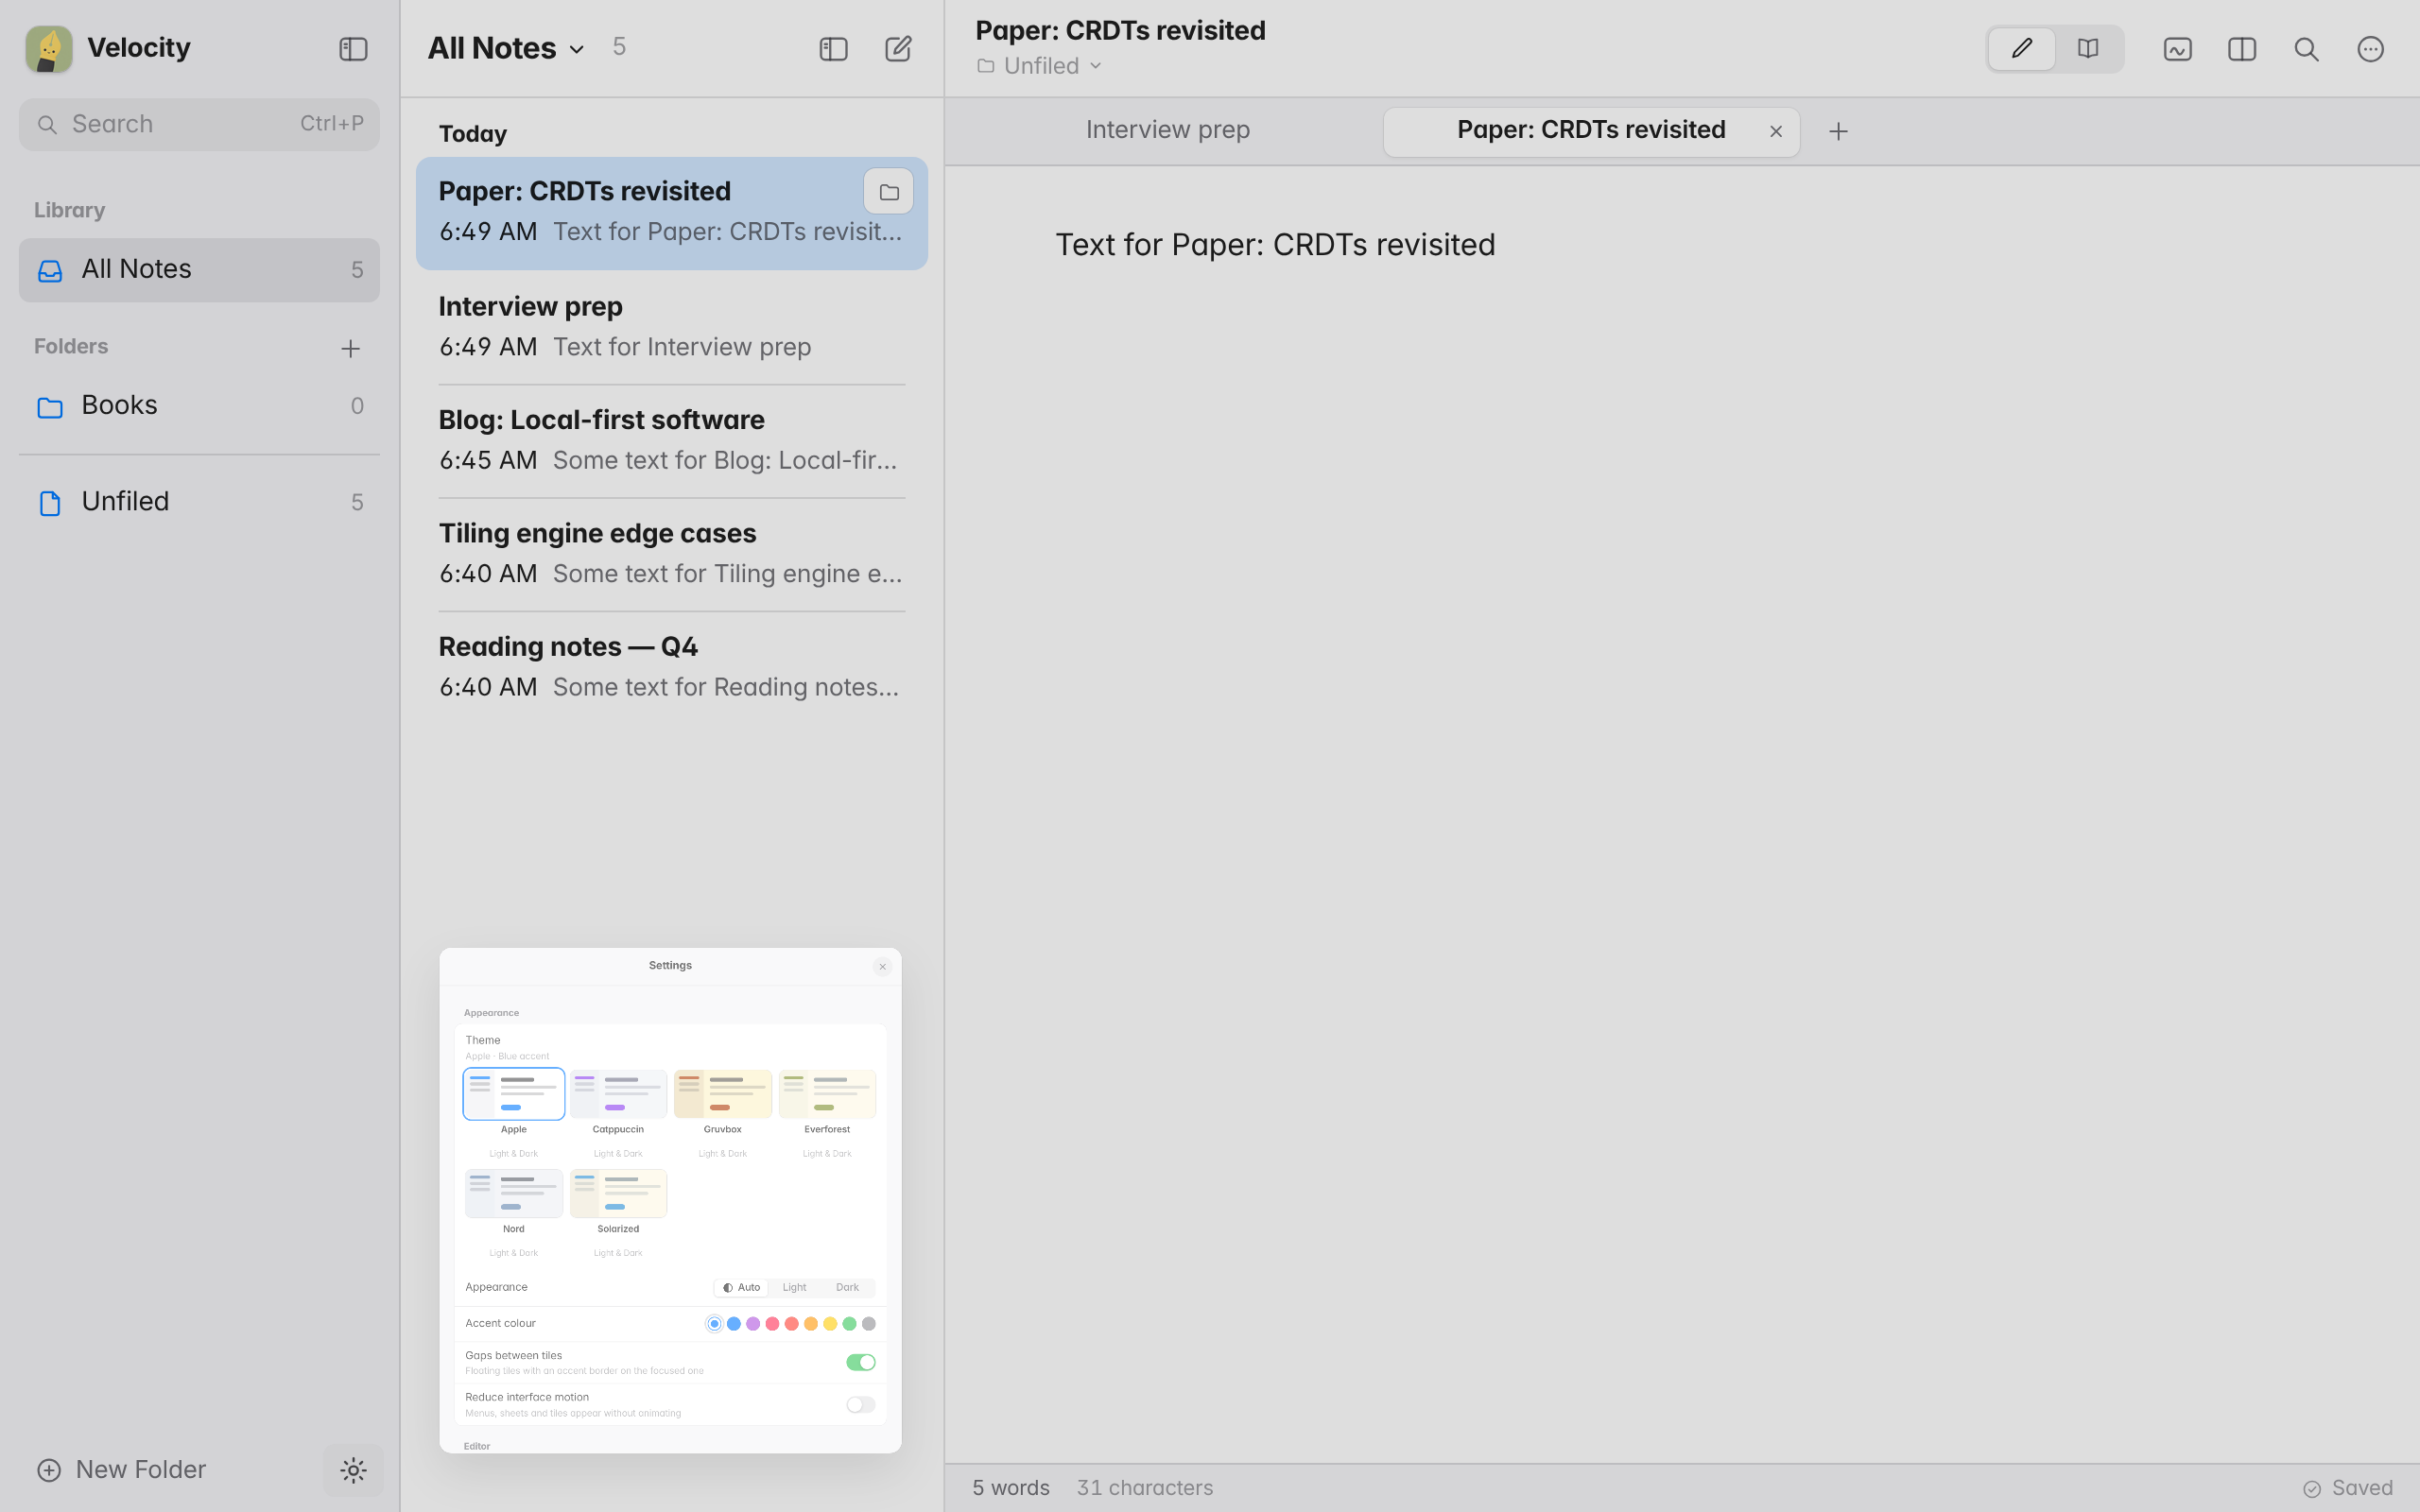 Velocity
Search Ctrl+P
Library
All Notes 5
Folders
Books 0
Unfiled 5
New Folder
All Notes 5
Today
Paper: CRDTs revisited
6:49 AM Text for Paper: CRDTs revisit...
Interview prep
6:49 AM Text for Interview prep
Blog: Local-first software
6:45 AM Some text for Blog: Local-fir...
Tiling engine edge cases
6:40 AM Some text for Tiling engine e...
Reading notes — Q4
6:40 AM Some text for Reading notes...
Settings
Appearance
Theme
Apple · Blue accent
Apple Catppuccin Gruvbox Everforest
Light & Dark Light & Dark Light & Dark Light & Dark
Nord Solarized
Light & Dark Light & Dark
Appearance Auto Light Dark
Accent colour
Gaps between tiles
Floating tiles with an accent border on the focused one
Reduce interface motion
Menus, sheets and tiles appear without animating
Editor
Paper: CRDTs revisited
Unfiled
Interview prep Paper: CRDTs revisited
Text for Paper: CRDTs revisited
5 words 31 characters Saved